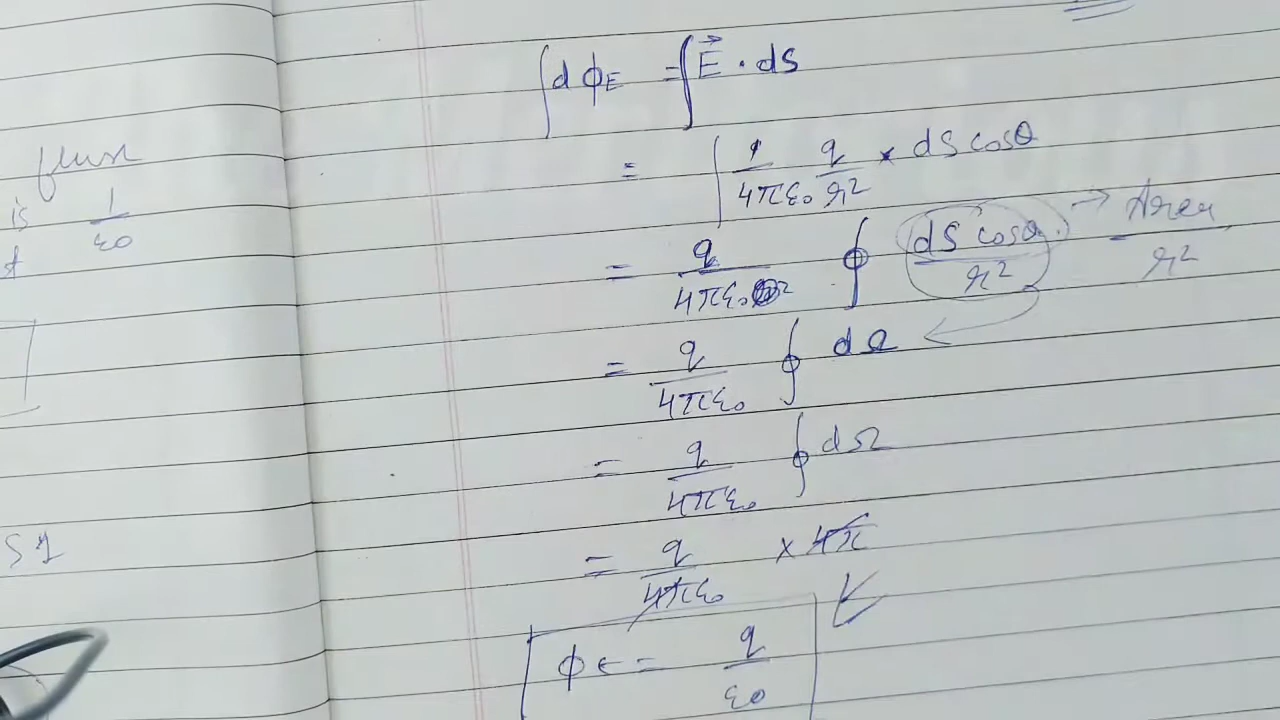 flux
is 1/ε0
st
S1
∫dϕE = ∫E⃗ · dS
= ∫ 1/4πε0 q/r² × dS cosθ
= q/4πε0 ∮ dS cosθ/r² → Area/r²
= q/4πε0 ∮ dΩ ←
= q/4πε0 ∮ dΩ
= q/4πε0 × 4π
ϕE = q/ε0